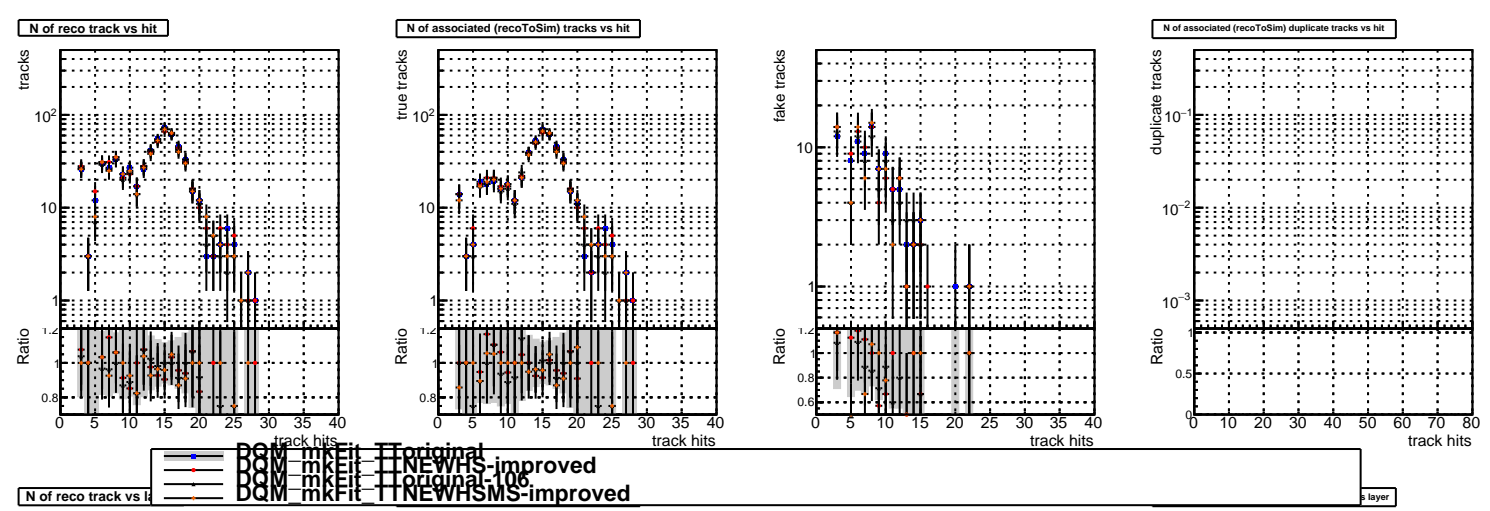 N of reco track vs hit
N of associated (recoToSim) tracks vs hit
N of associated (recoToSim) duplicate tracks vs hit
tracks
10²
10
1
Ratio
1.2
1
0.8
0 5 10 15 20 25 30 35 40
track hits
true tracks
10²
10
1
Ratio
1.2
1
0.8
0 5 10 15 20 25 30 35 40
track hits
fake tracks
10
1
Ratio
1.2
1
0.8
0.6
0 5 10 15 20 25 30 35 40
track hits
duplicate tracks
10⁻¹
10⁻²
10⁻³
Ratio
1
0.5
0
0 10 20 30 40 50 60 70 80
track hits
DQM_mkFit_TToriginal
DQM_mkFit_TTNEWHS-improved
DQM_mkFit_TToriginal-106
DQM_mkFit_TTNEWHSMS-improved
N of reco track vs la
s layer